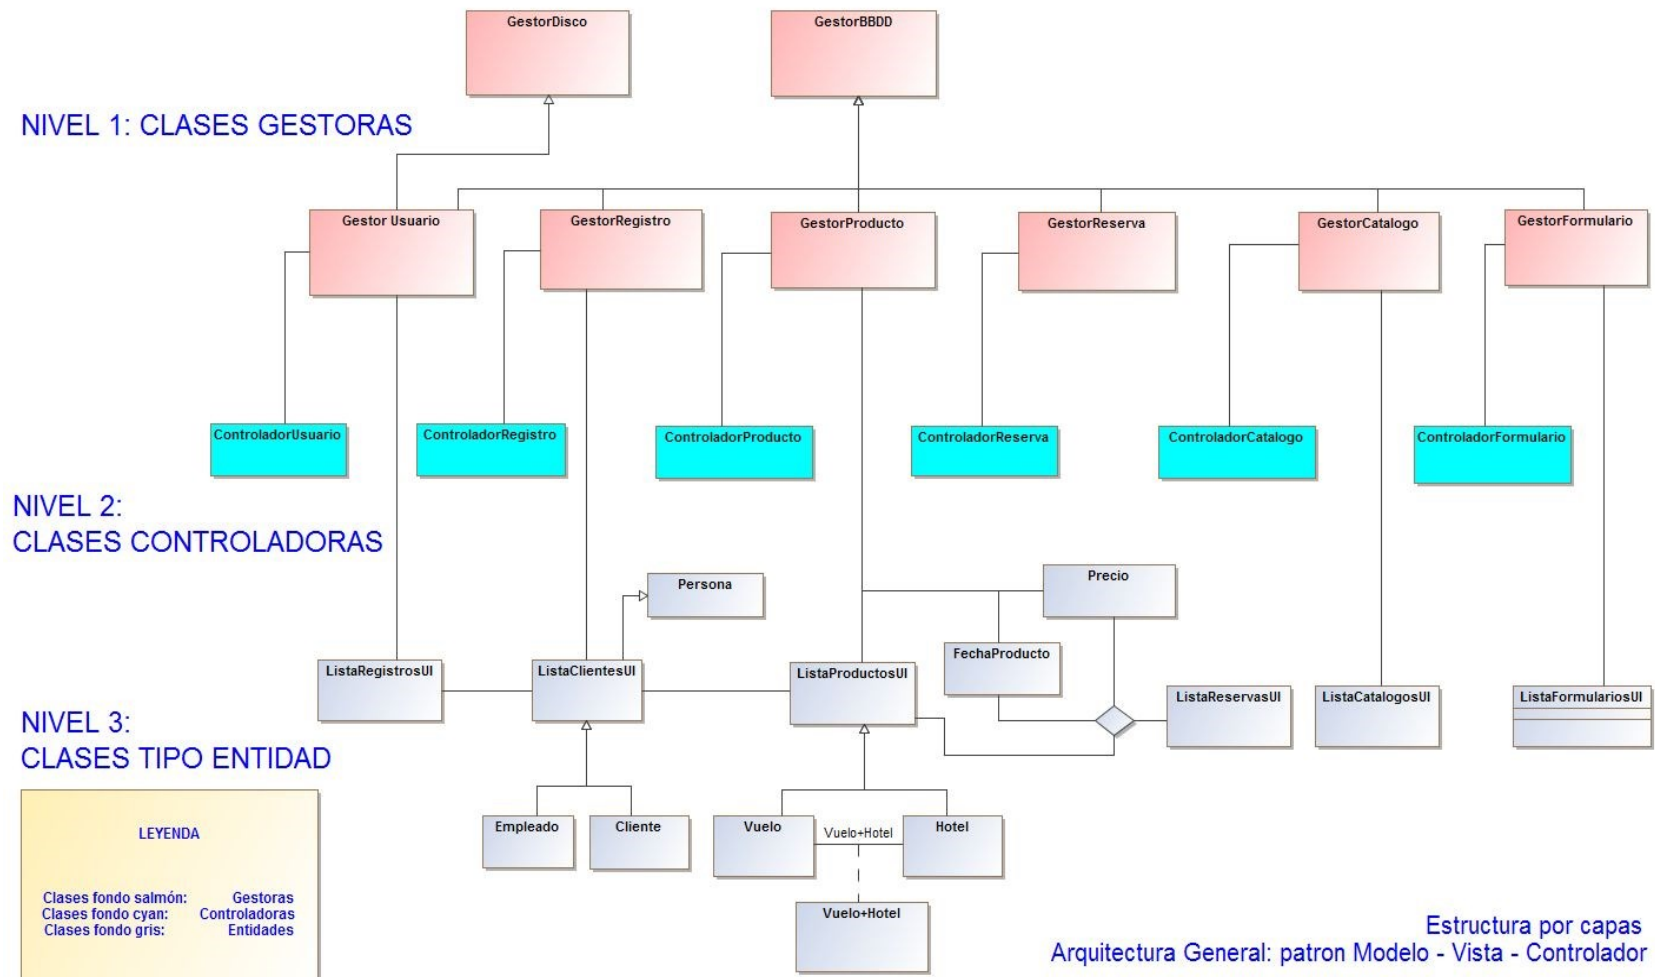 GestorDisco
GestorBBDD
NIVEL 1: CLASES GESTORAS
Gestor Usuario
GestorRegistro
GestorProducto
GestorReserva
GestorCatalogo
GestorFormulario
ControladorUsuario
ControladorRegistro
ControladorProducto
ControladorReserva
ControladorCatalogo
ControladorFormulario
NIVEL 2:
CLASES CONTROLADORAS
Persona
Precio
FechaProducto
ListaRegistrosUI
ListaClientesUI
ListaProductosUI
ListaReservasUI
ListaCatalogosUI
ListaFormulariosUI
NIVEL 3:
CLASES TIPO ENTIDAD
Empleado
Cliente
Vuelo
Vuelo+Hotel
Hotel
Vuelo+Hotel
LEYENDA
Clases fondo salmón: Gestoras
Clases fondo cyan: Controladoras
Clases fondo gris: Entidades
Estructura por capas
Arquitectura General: patron Modelo - Vista - Controlador